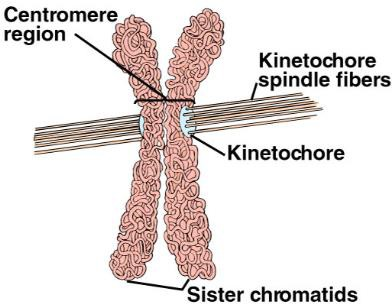 Centromere
region
Kinetochore
spindle fibers
Kinetochore
Sister chromatids